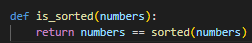 def is_sorted(numbers):
    return numbers == sorted(numbers)